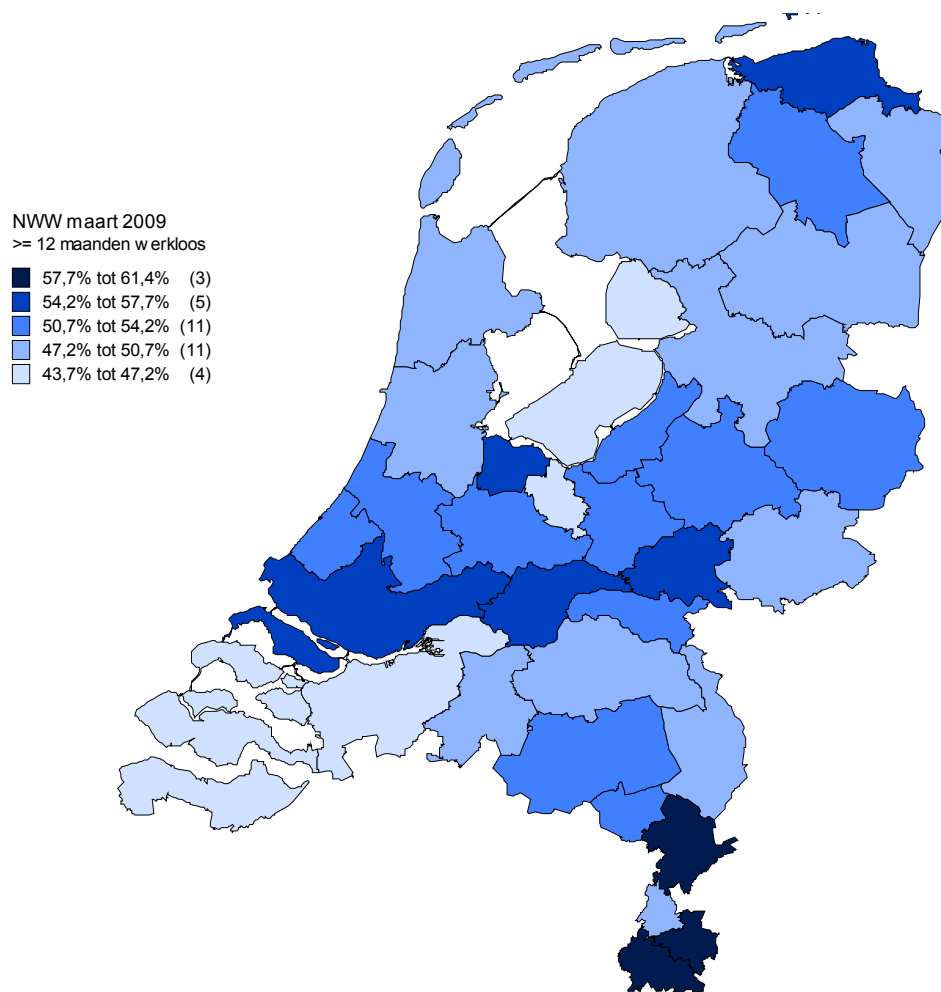 NWW maart 2009
>= 12 maanden werkloos
57,7% tot 61,4% (3)
54,2% tot 57,7% (5)
50,7% tot 54,2% (11)
47,2% tot 50,7% (11)
43,7% tot 47,2% (4)